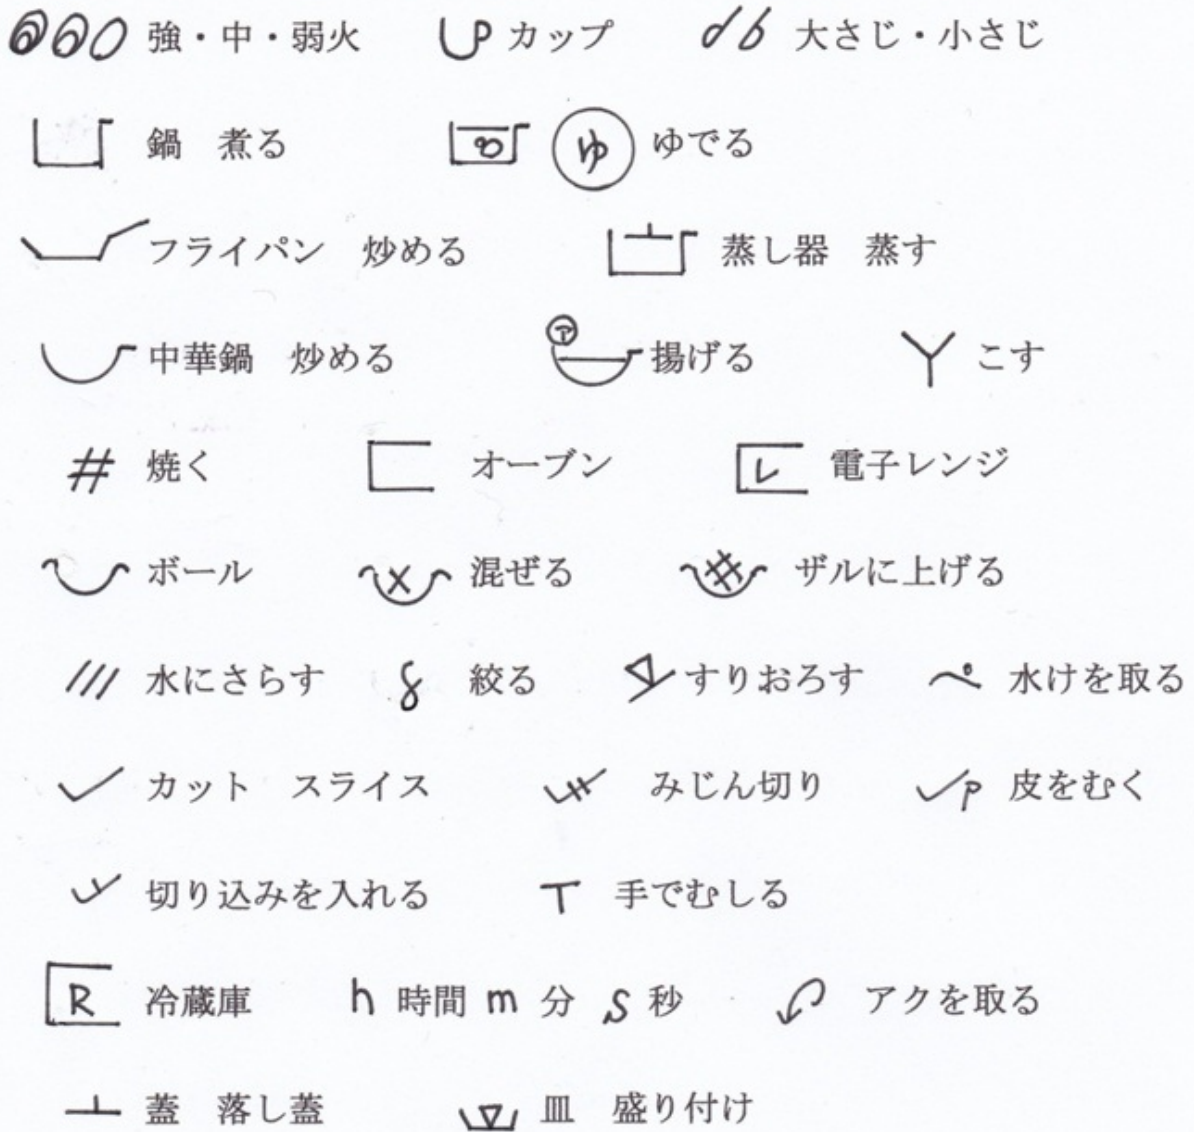 強・中・弱火 UP カップ 大さじ・小さじ
鍋 煮る ゆ ゆでる
フライパン 炒める 蒸し器 蒸す
中華鍋 炒める ア 揚げる Y こす
# 焼く オーブン レ 電子レンジ
ボール x 混ぜる # ザルに上げる
/// 水にさらす 絞る すりおろす 水けを取る
カット スライス みじん切り p 皮をむく
切り込みを入れる T 手でむしる
R 冷蔵庫 h 時間 m 分 s 秒 アクを取る
蓋 落し蓋 皿 盛り付け